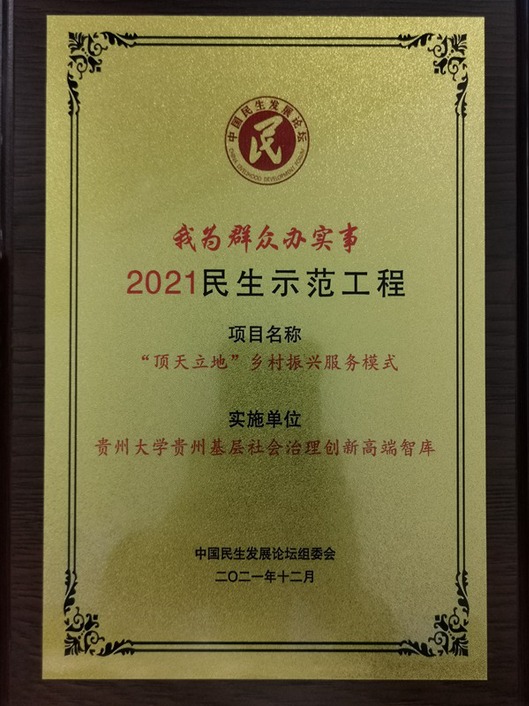 中国民生发展论坛
民
CHINA LIVELIHOOD DEVELOPMENT FORUM
我为群众办实事
2021民生示范工程
项目名称
“顶天立地”乡村振兴服务模式
实施单位
贵州大学贵州基层社会治理创新高端智库
中国民生发展论坛组委会
二〇二一年十二月